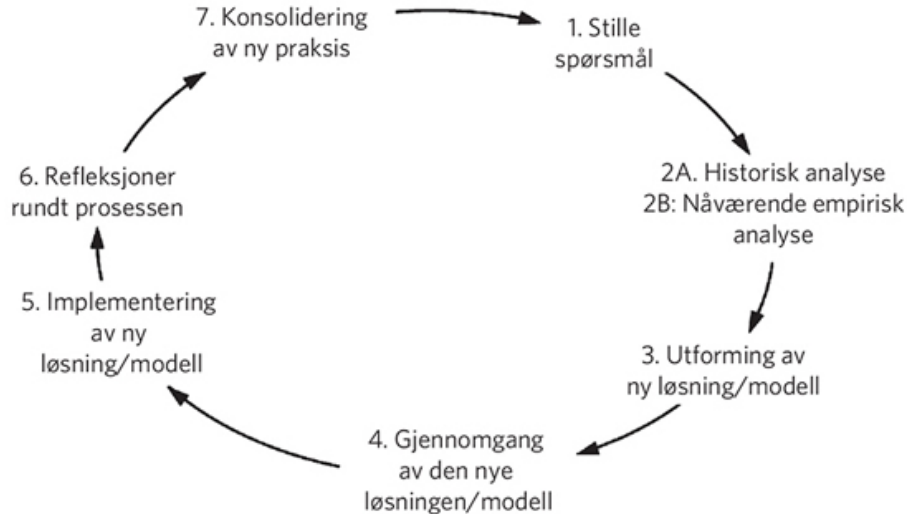 7. Konsolidering
av ny praksis
1. Stille
spørsmål
2A. Historisk analyse
2B: Nåværende empirisk
analyse
3. Utforming av
ny løsning/modell
4. Gjennomgang
av den nye
løsningen/modell
5. Implementering
av ny
løsning/modell
6. Refleksjoner
rundt prosessen